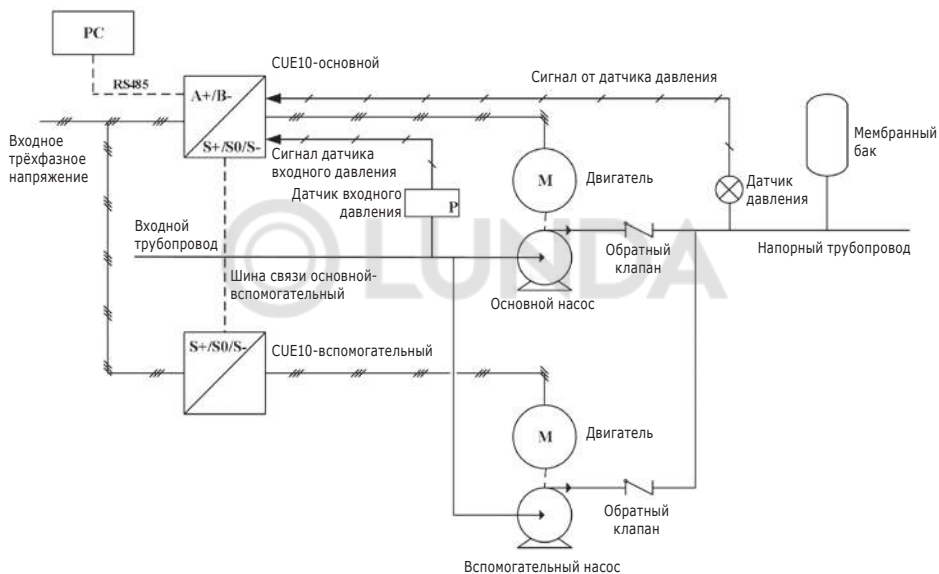 PC
RS485
CUE10-основной
A+/B-
S+/S0/S-
Сигнал от датчика давления
Входное
трёхфазное
напряжение
Сигнал датчика
входного давления
Датчик входного
давления
P
M
Двигатель
Датчик
давления
Мембранный
бак
Входной
трубопровод
Обратный
клапан
Напорный трубопровод
LUNDA
Шина связи основной-
вспомогательный
Основной насос
S+/S0/S-
CUE10-вспомогательный
M
Двигатель
Обратный
клапан
Вспомогательный насос